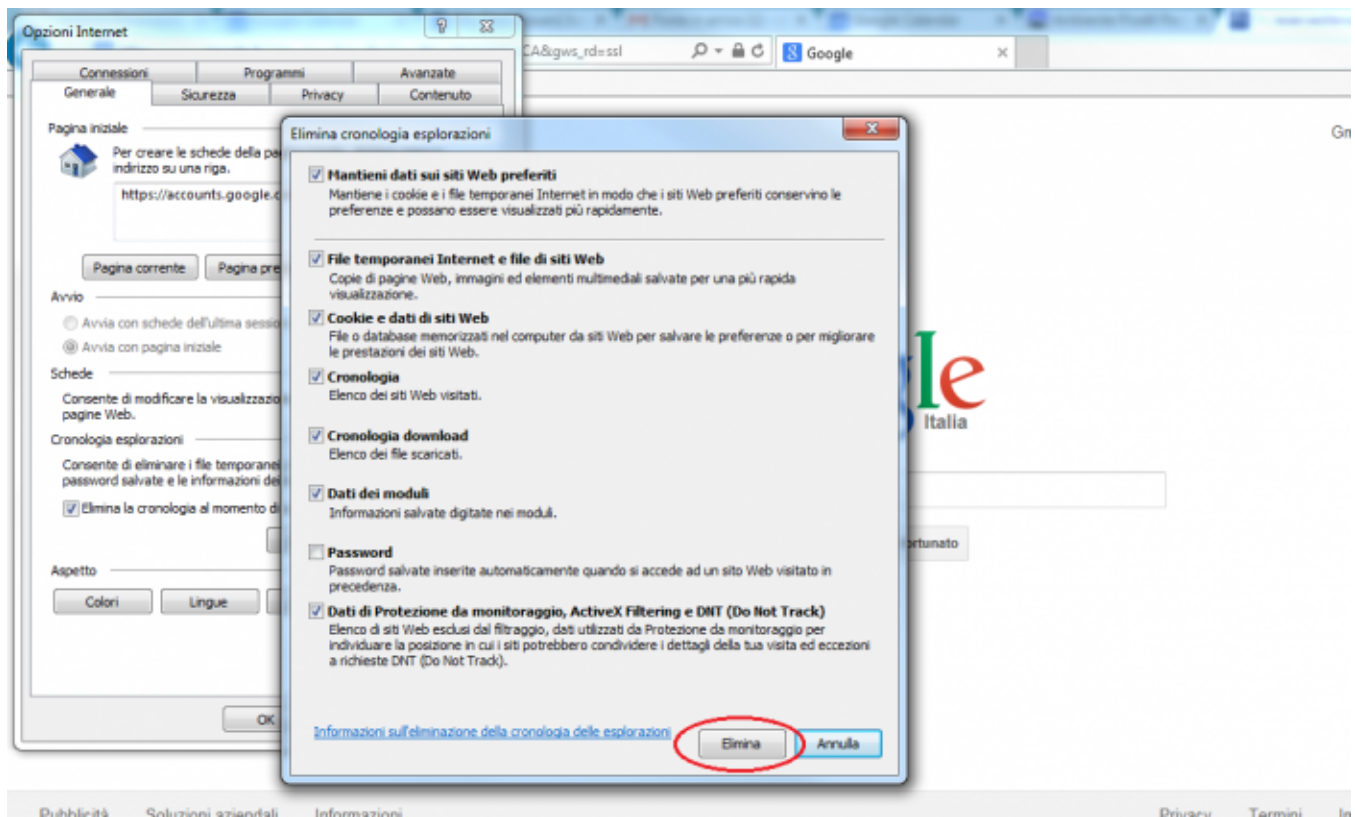 Opzioni Internet
CA&gws_rd=ssl
Google
Connessioni Programmi Avanzate
Generale Sicurezza Privacy Contenuto
Pagina iniziale
Per creare le schede della
indirizzo su una riga.
https://accounts.google.c
Pagina corrente Pagina pre
Avvio
Avvia con schede dell'ultima sessio
Avvia con pagina iniziale
Schede
Consente di modificare la visualizzazio
pagine Web.
Cronologia esplorazioni
Consente di eliminare i file temporanei
password salvate e le informazioni dei
Elimina la cronologia al momento di
Aspetto
Colori Lingue
OK
Elimina cronologia esplorazioni
Mantieni dati sui siti Web preferiti
Mantiene i cookie e i file temporanei Internet in modo che i siti Web preferiti conservino le
preferenze e possano essere visualizzati più rapidamente.
File temporanei Internet e file di siti Web
Copie di pagine Web, immagini ed elementi multimediali salvate per una più rapida
visualizzazione.
Cookie e dati di siti Web
File o database memorizzati nel computer da siti Web per salvare le preferenze o per migliorare
le prestazioni dei siti Web.
Cronologia
Elenco dei siti Web visitati.
Cronologia download
Elenco dei file scaricati.
Dati dei moduli
Informazioni salvate digitate nei moduli.
Password
Password salvate inserite automaticamente quando si accede ad un sito Web visitato in
precedenza.
Dati di Protezione da monitoraggio, ActiveX Filtering e DNT (Do Not Track)
Elenco di siti Web esclusi dal filtraggio, dati utilizzati da Protezione da monitoraggio per
individuare la posizione in cui i siti potrebbero condividere i dettagli della tua visita ed eccezioni
a richieste DNT (Do Not Track).
Informazioni sull'eliminazione della cronologia delle esplorazioni
Elimina Annulla
Gm
gle
Italia
ortunato
Pubblicità Soluzioni aziendali Informazioni Privacy Termini